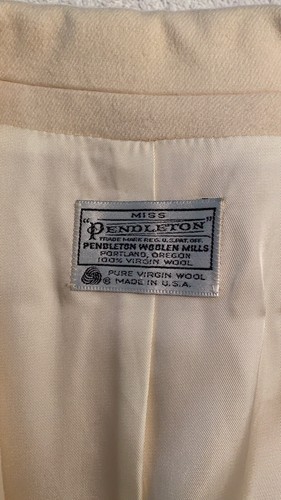 MISS
"PENDLETON"
TRADE MARK REG. U.S. PAT. OFF.
PENDLETON WOOLEN MILLS
PORTLAND, OREGON
100% VIRGIN WOOL
PURE VIRGIN WOOL
® MADE IN U.S.A.